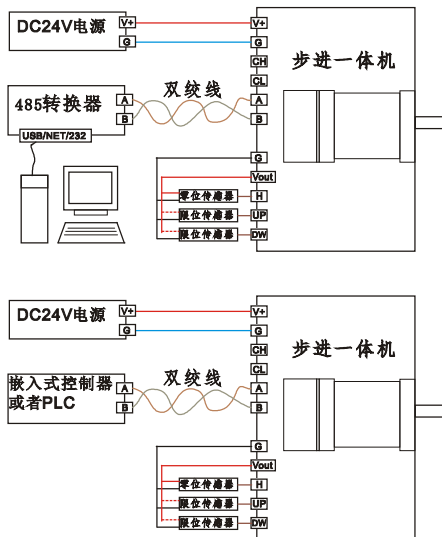 DC24V电源
V+
G
V+
G
CH
CL
A
B
步进一体机
485转换器
A
B
双绞线
USB/NET/232
G
Vout
零位传感器
H
限位传感器
UP
限位传感器
DW
DC24V电源
V+
G
V+
G
CH
CL
A
B
步进一体机
嵌入式控制器
或者PLC
A
B
双绞线
G
Vout
零位传感器
H
限位传感器
UP
限位传感器
DW